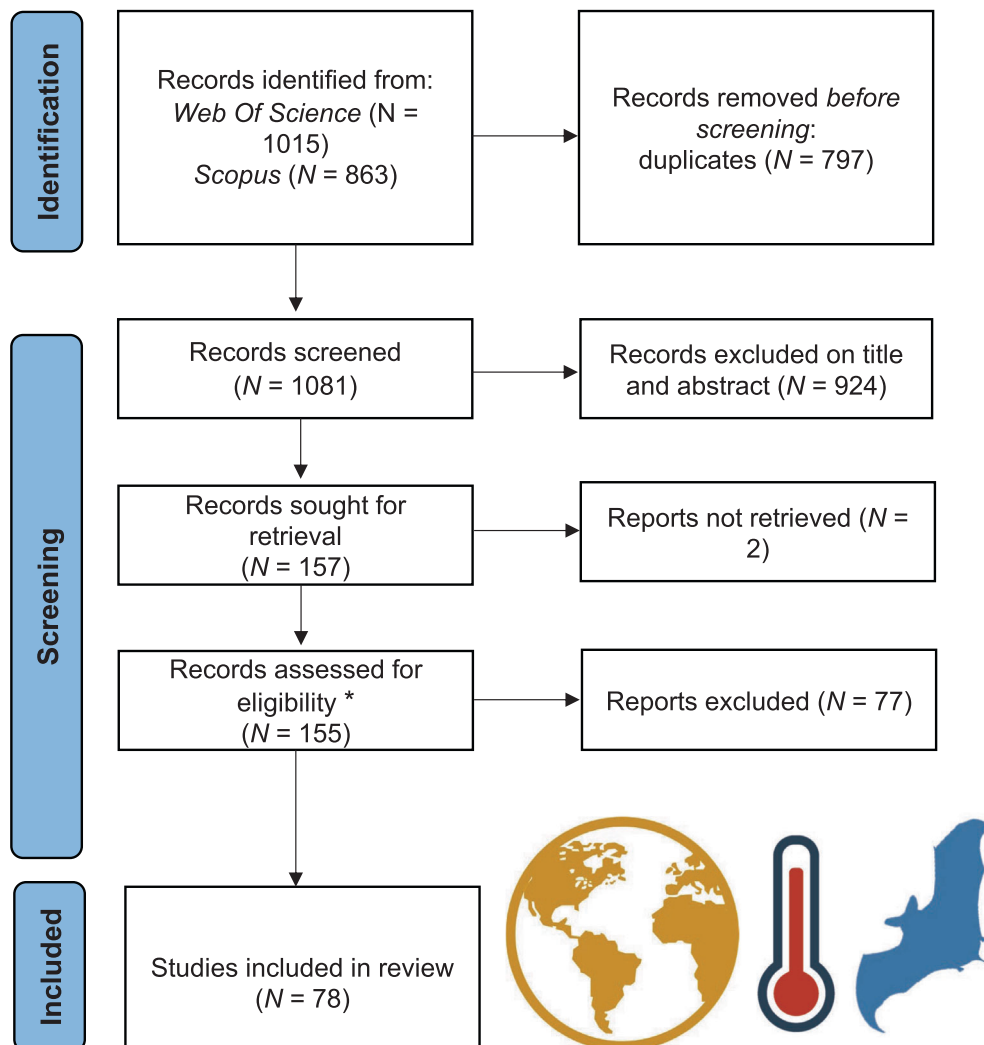 Identification
Records identified from:
Web Of Science (N =
1015)
Scopus (N = 863)
Records removed before
screening:
duplicates (N = 797)
Screening
Records screened
(N = 1081)
Records excluded on title
and abstract (N = 924)
Records sought for
retrieval
(N = 157)
Reports not retrieved (N =
2)
Records assessed for
eligibility *
(N = 155)
Reports excluded (N = 77)
Included
Studies included in review
(N = 78)